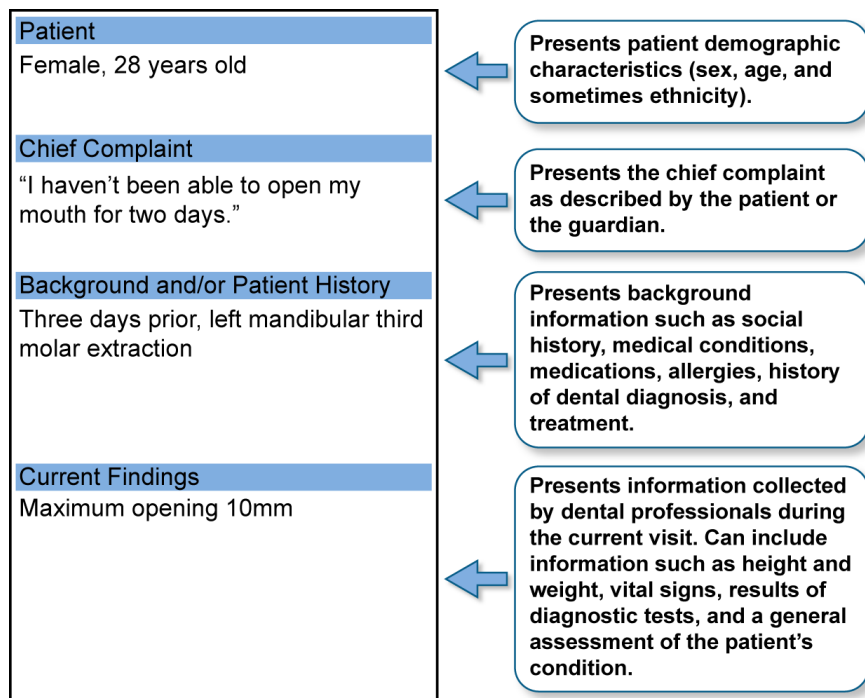 Patient
Female, 28 years old
Presents patient demographic
characteristics (sex, age, and
sometimes ethnicity).
Chief Complaint
“I haven’t been able to open my
mouth for two days.”
Presents the chief complaint
as described by the patient or
the guardian.
Background and/or Patient History
Three days prior, left mandibular third
molar extraction
Presents background
information such as social
history, medical conditions,
medications, allergies, history
of dental diagnosis, and
treatment.
Current Findings
Maximum opening 10mm
Presents information collected
by dental professionals during
the current visit. Can include
information such as height and
weight, vital signs, results of
diagnostic tests, and a general
assessment of the patient’s
condition.